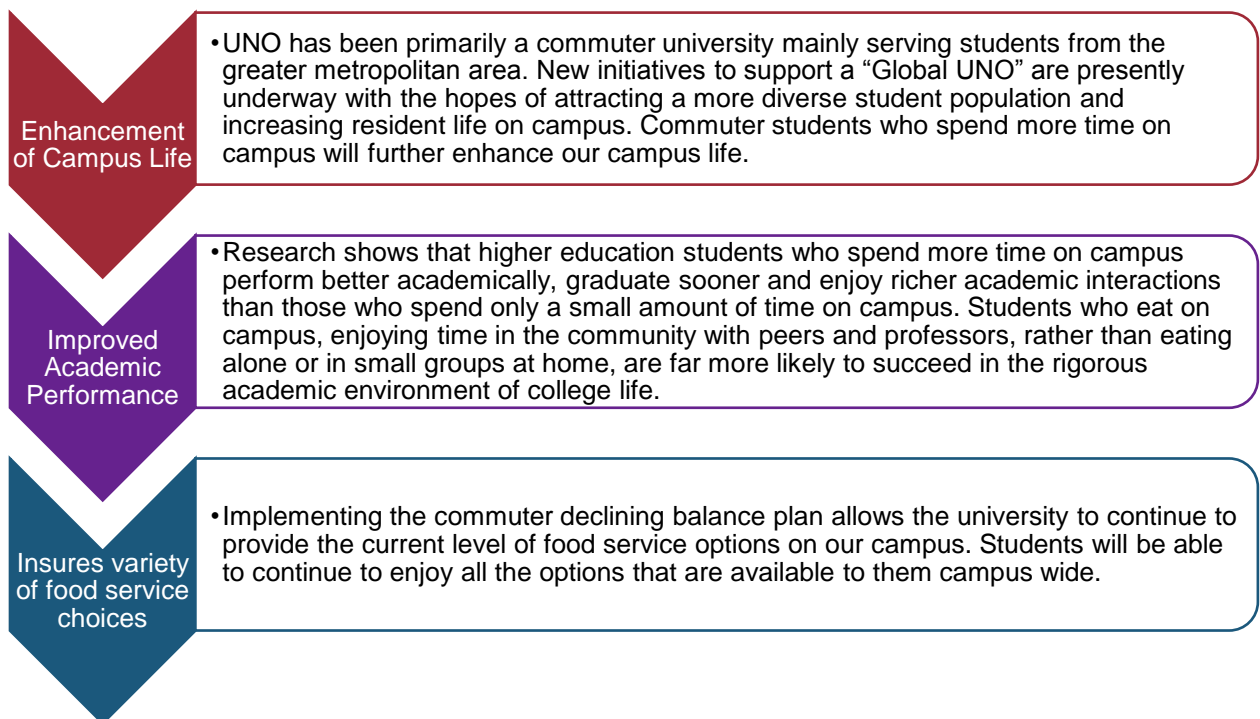 Enhancement
of Campus Life
•UNO has been primarily a commuter university mainly serving students from the
greater metropolitan area. New initiatives to support a “Global UNO” are presently
underway with the hopes of attracting a more diverse student population and
increasing resident life on campus. Commuter students who spend more time on
campus will further enhance our campus life.
Improved
Academic
Performance
•Research shows that higher education students who spend more time on campus
perform better academically, graduate sooner and enjoy richer academic interactions
than those who spend only a small amount of time on campus. Students who eat on
campus, enjoying time in the community with peers and professors, rather than eating
alone or in small groups at home, are far more likely to succeed in the rigorous
academic environment of college life.
Insures variety
of food service
choices
•Implementing the commuter declining balance plan allows the university to continue to
provide the current level of food service options on our campus. Students will be able
to continue to enjoy all the options that are available to them campus wide.